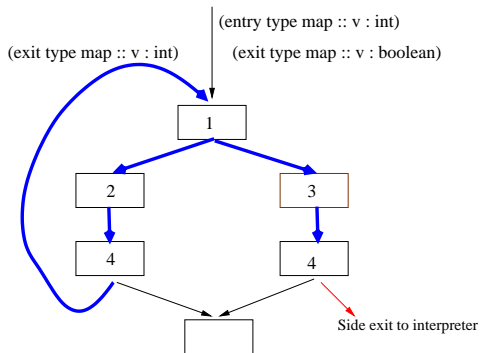 (entry type map :: v : int)
(exit type map :: v : int)
(exit type map :: v : boolean)
1
2
3
4
4
Side exit to interpreter